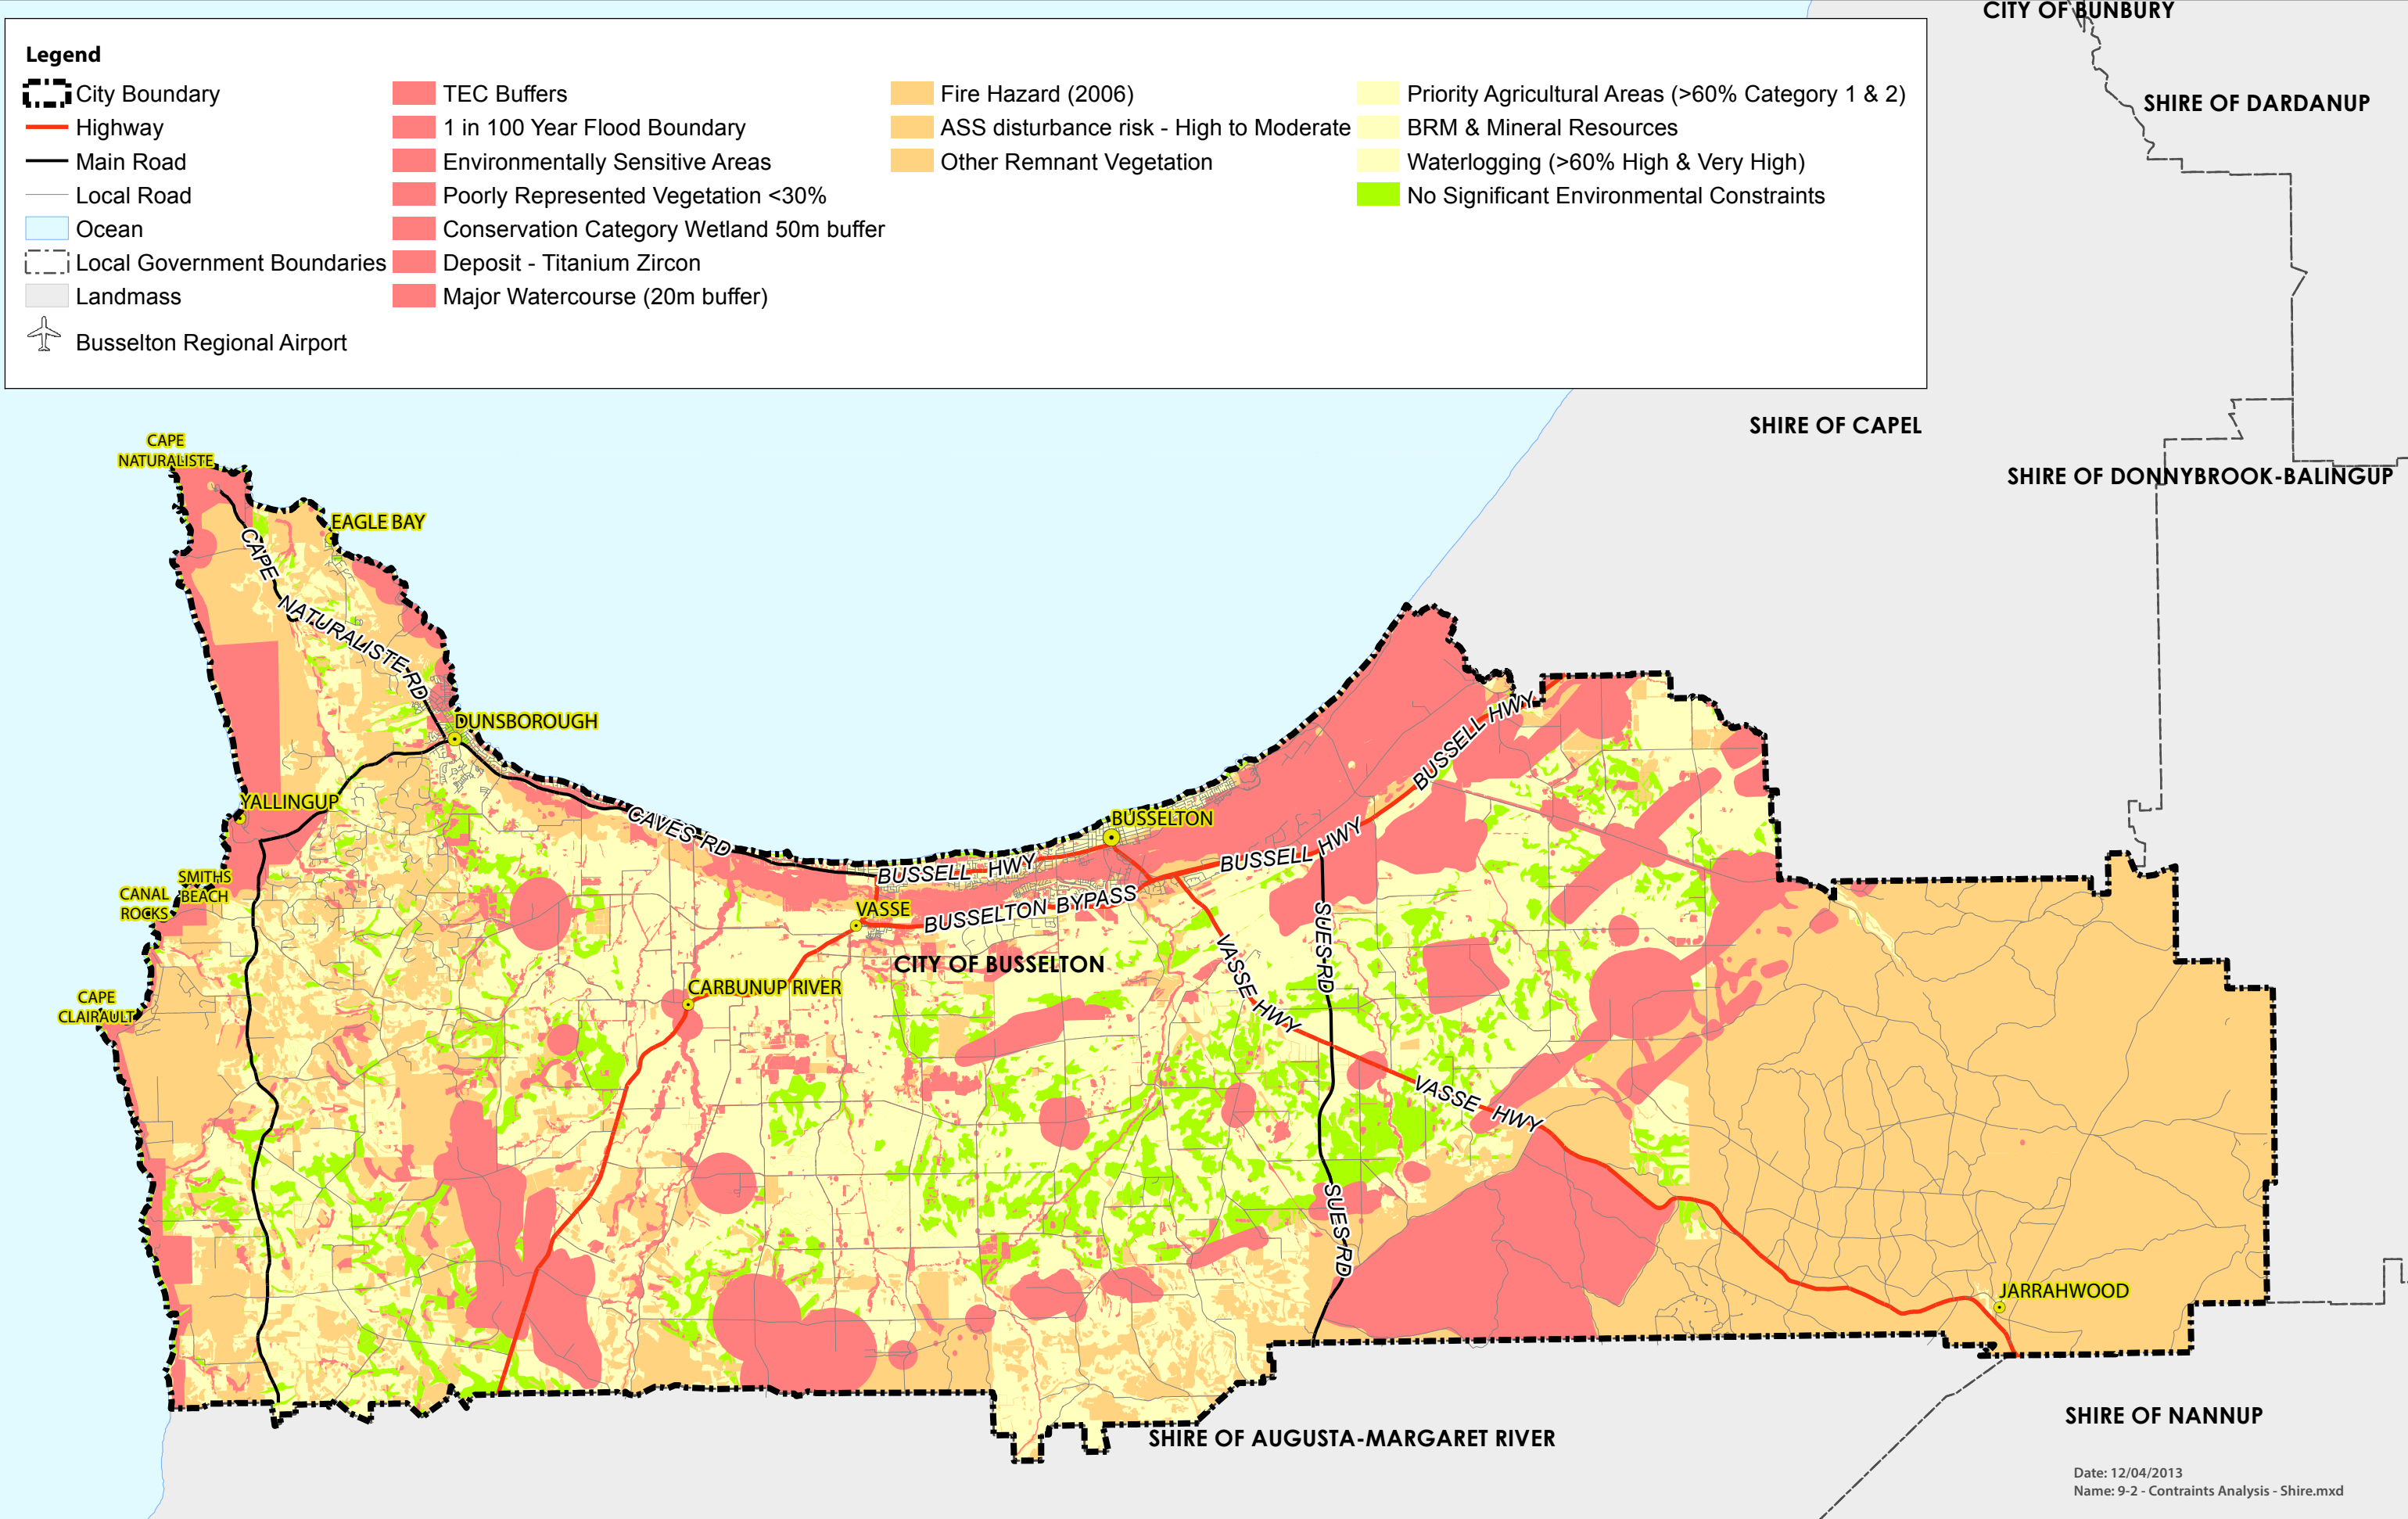 CITY OF BUNBURY
Legend
City Boundary
Highway
Main Road
Local Road
Ocean
Local Government Boundaries
Landmass
Busselton Regional Airport
TEC Buffers
1 in 100 Year Flood Boundary
Environmentally Sensitive Areas
Poorly Represented Vegetation <30%
Conservation Category Wetland 50m buffer
Deposit - Titanium Zircon
Major Watercourse (20m buffer)
Fire Hazard (2006)
ASS disturbance risk - High to Moderate
Other Remnant Vegetation
Priority Agricultural Areas (>60% Category 1 & 2)
BRM & Mineral Resources
Waterlogging (>60% High & Very High)
No Significant Environmental Constraints
SHIRE OF DARDANUP
SHIRE OF CAPEL
SHIRE OF DONNYBROOK-BALINGUP
CAPE
NATURALISTE
EAGLE BAY
CAPE
NATURALISTE RD
DUNSBOROUGH
YALLINGUP
CAVES RD
BUSSELTON
BUSSELL HWY
BUSSELL HWY
BUSSELL HWY
SMITHS
BEACH
CANAL
ROCKS
VASSE
BUSSELTON BYPASS
CITY OF BUSSELTON
SUES RD
VASSE HWY
CARBUNUP RIVER
CAPE
CLAIRAULT
VASSE HWY
SUES RD
JARRAHWOOD
SHIRE OF NANNUP
SHIRE OF AUGUSTA-MARGARET RIVER
Date: 12/04/2013
Name: 9-2 - Contraints Analysis - Shire.mxd